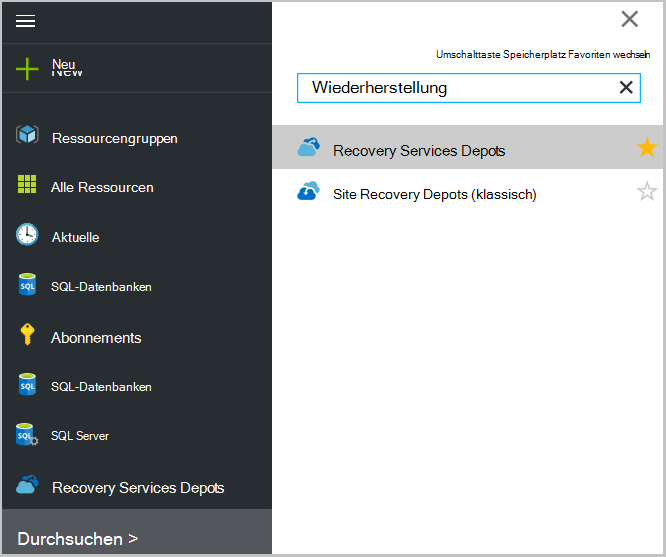 Neu
New
Ressourcengruppen
Alle Ressourcen
Aktuelle
SQL-Datenbanken
Abonnements
SQL-Datenbanken
SQL Server
Recovery Services Depots
Durchsuchen >
Umschalttaste Speicherplatz Favoriten wechseln
Wiederherstellung
Recovery Services Depots
Site Recovery Depots (klassisch)